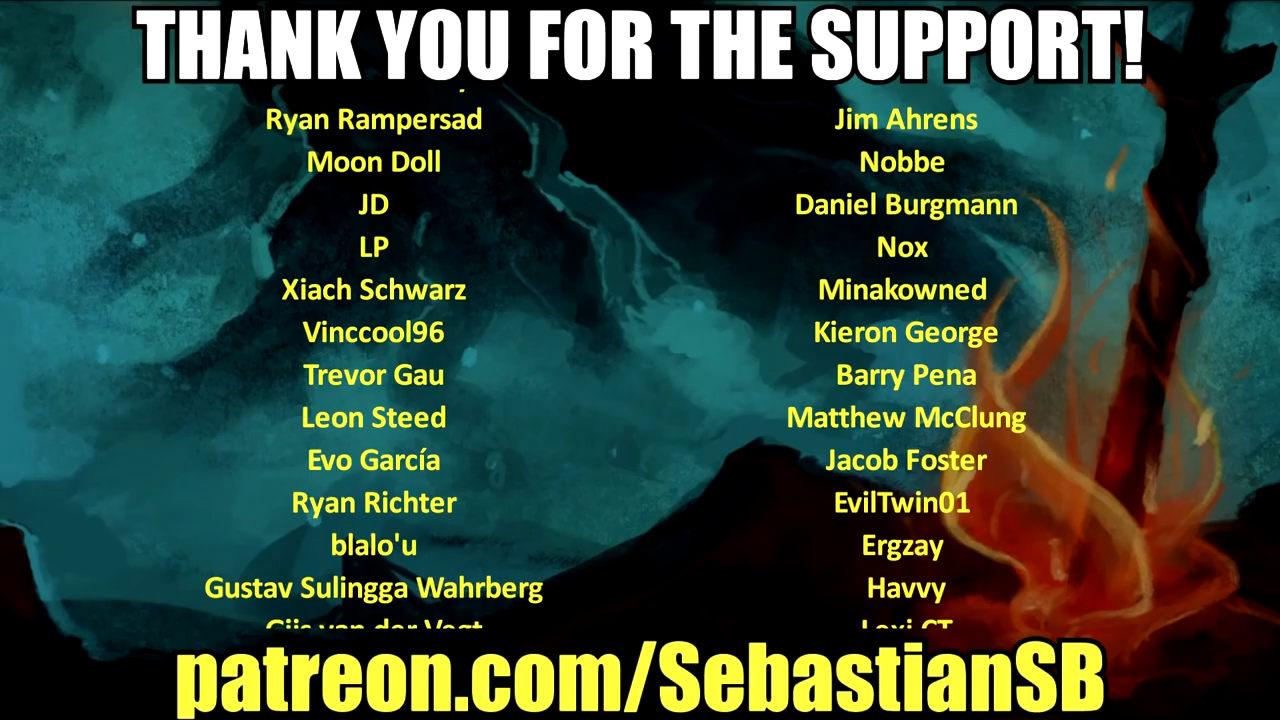 THANK YOU FOR THE SUPPORT!
Ryan Rampersad
Moon Doll
JD
LP
Xiach Schwarz
Vinccool96
Trevor Gau
Leon Steed
Evo García
Ryan Richter
blalo'u
Gustav Sulingga Wahrberg
Jim Ahrens
Nobbe
Daniel Burgmann
Nox
Minakowned
Kieron George
Barry Pena
Matthew McClung
Jacob Foster
EvilTwin01
Ergzay
Havvy
patreon.com/SebastianSB